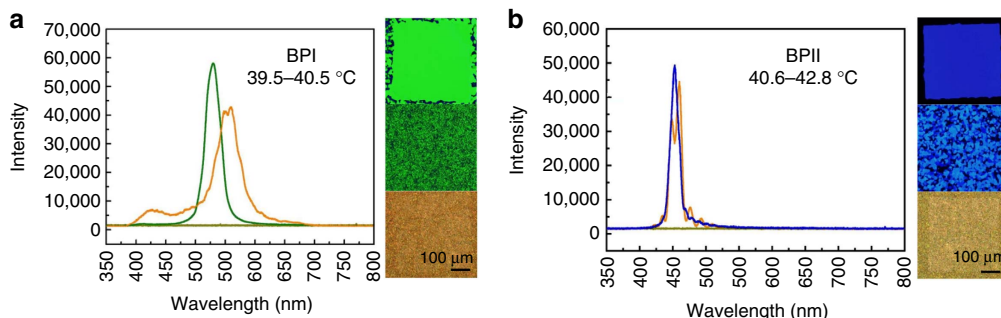 a
BPI
39.5–40.5 °C
Intensity
70,000
60,000
50,000
40,000
30,000
20,000
10,000
0
350
400
450
500
550
600
650
700
750
800
Wavelength (nm)
100 μm
b
BPII
40.6–42.8 °C
Intensity
60,000
50,000
40,000
30,000
20,000
10,000
0
350
400
450
500
550
600
650
700
750
800
Wavelength (nm)
100 μm